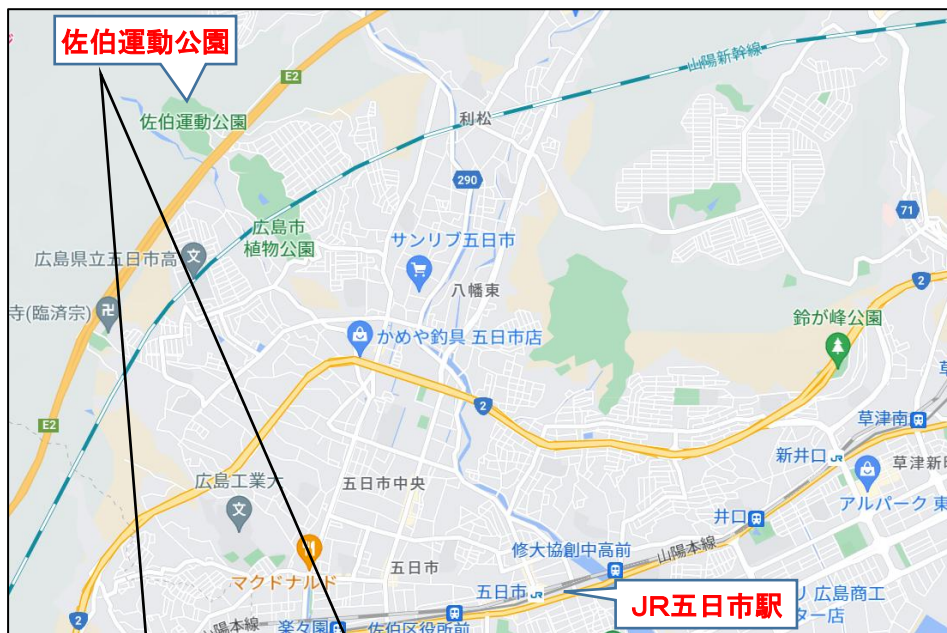 佐伯運動公園
山陽新幹線
E2
佐伯運動公園
利松
290
71
広島市
植物公園
サンリブ五日市
広島県立五日市高
八幡東
2
寺(臨済宗)
鈴が峰公園
かめや釣具 五日市店
2
E2
草津南
新井口
JR
草津新町
広島工業大
五日市中央
アルパーク 東
井口
修大協創中高前
山陽本線
五日市
マクドナルド
五日市
JR
JR五日市駅
リ 広島商工
ター店
2
山陽本線
楽々園
佐伯区役所前